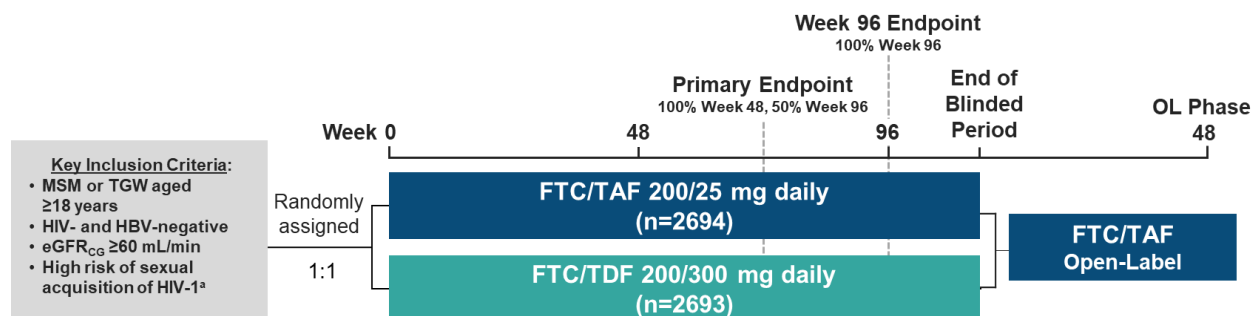 Week 96 Endpoint
100% Week 96
Primary Endpoint
100% Week 48, 50% Week 96
End of
Blinded
Period
OL Phase
Week 0
48
96
48
Key Inclusion Criteria:
• MSM or TGW aged
≥18 years
• HIV- and HBV-negative
• eGFRCG ≥60 mL/min
• High risk of sexual
acquisition of HIV-1ᵃ
Randomly
assigned
1:1
FTC/TAF 200/25 mg daily
(n=2694)
FTC/TDF 200/300 mg daily
(n=2693)
FTC/TAF
Open-Label